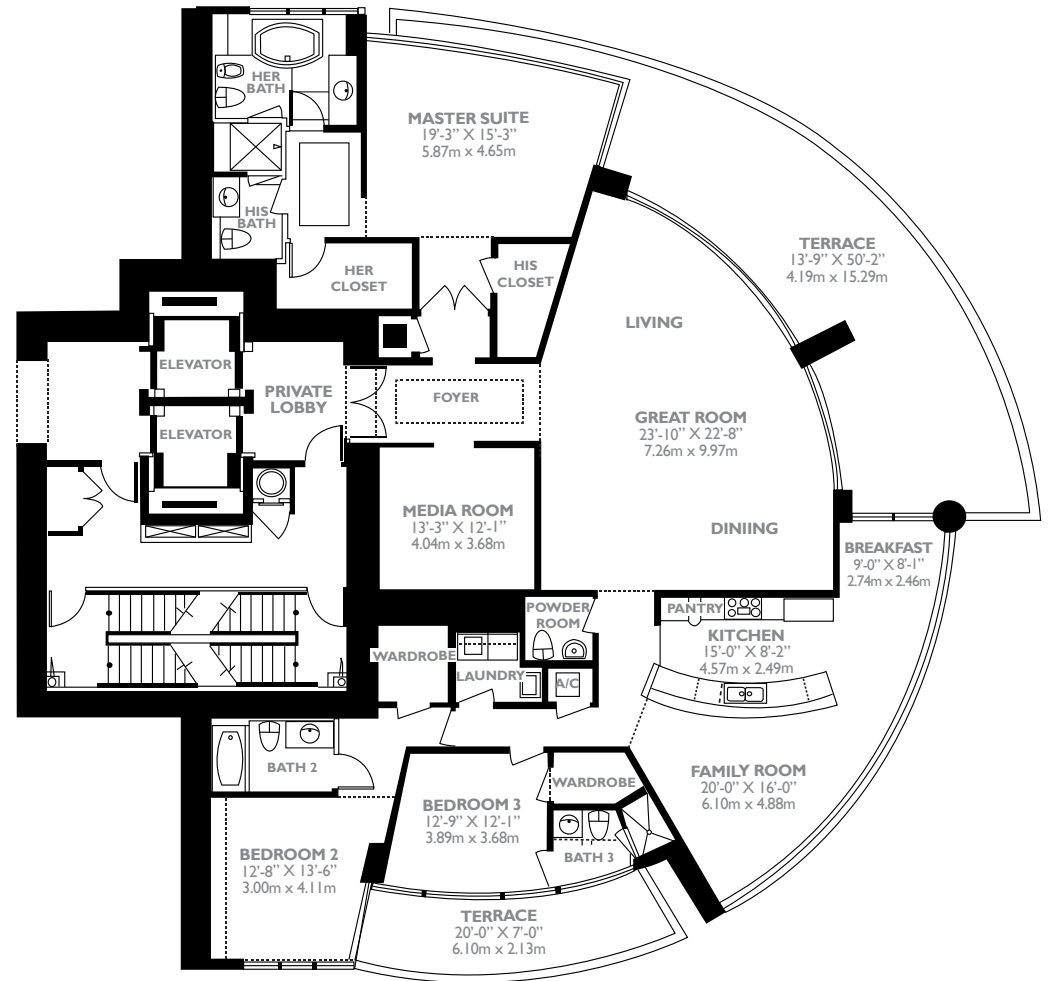 HER
BATH
MASTER SUITE
19'-3” X 15'-3”
5.87m x 4.65m
HIS
BATH
HER
CLOSET
HIS
CLOSET
TERRACE
13'-9” X 50'-2”
4.19m x 15.29m
LIVING
ELEVATOR
PRIVATE
LOBBY
FOYER
ELEVATOR
GREAT ROOM
23'-10” X 22'-8”
7.26m x 9.97m
MEDIA ROOM
13'-3” X 12'-1”
4.04m x 3.68m
DINIING
BREAKFAST
9'-0” X 8'-1”
2.74m x 2.46m
POWDER
ROOM
PANTRY
KITCHEN
15'-0” X 8'-2”
4.57m x 2.49m
WARDROBE
LAUNDRY
A/C
BATH 2
FAMILY ROOM
20'-0” X 16'-0”
6.10m x 4.88m
WARDROBE
BEDROOM 3
12'-9” X 12'-1”
3.89m x 3.68m
BATH 3
BEDROOM 2
12'-8” X 13'-6”
3.00m x 4.11m
TERRACE
20'-0” X 7'-0”
6.10m x 2.13m